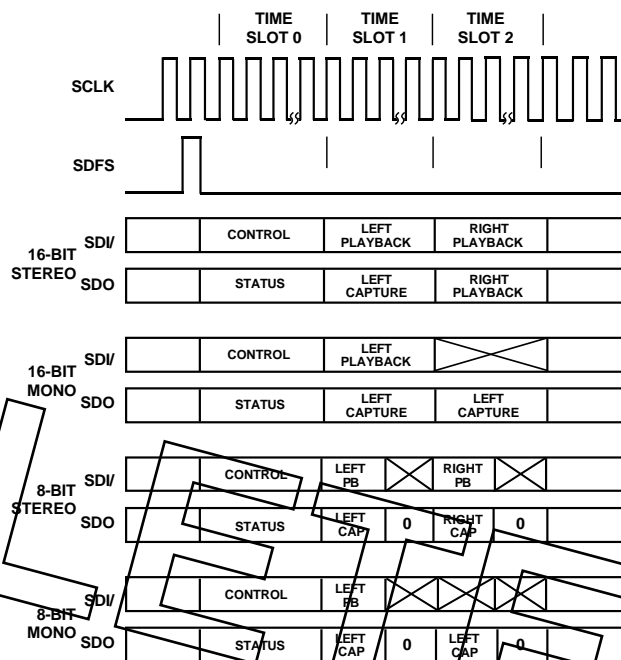 TIME SLOT 0 TIME SLOT 1 TIME SLOT 2
SCLK
SDFS
16-BIT STEREO
SDI/ CONTROL LEFT PLAYBACK RIGHT PLAYBACK
SDO STATUS LEFT CAPTURE RIGHT PLAYBACK
16-BIT MONO
SDI/ CONTROL LEFT PLAYBACK
SDO STATUS LEFT CAPTURE LEFT CAPTURE
8-BIT STEREO
SDI/ CONTROL LEFT PB RIGHT PB
SDO STATUS LEFT CAP 0 RIGHT CAP 0
8-BIT MONO
SDI/ CONTROL LEFT PB
SDO STATUS LEFT CAP 0 LEFT CAP 0